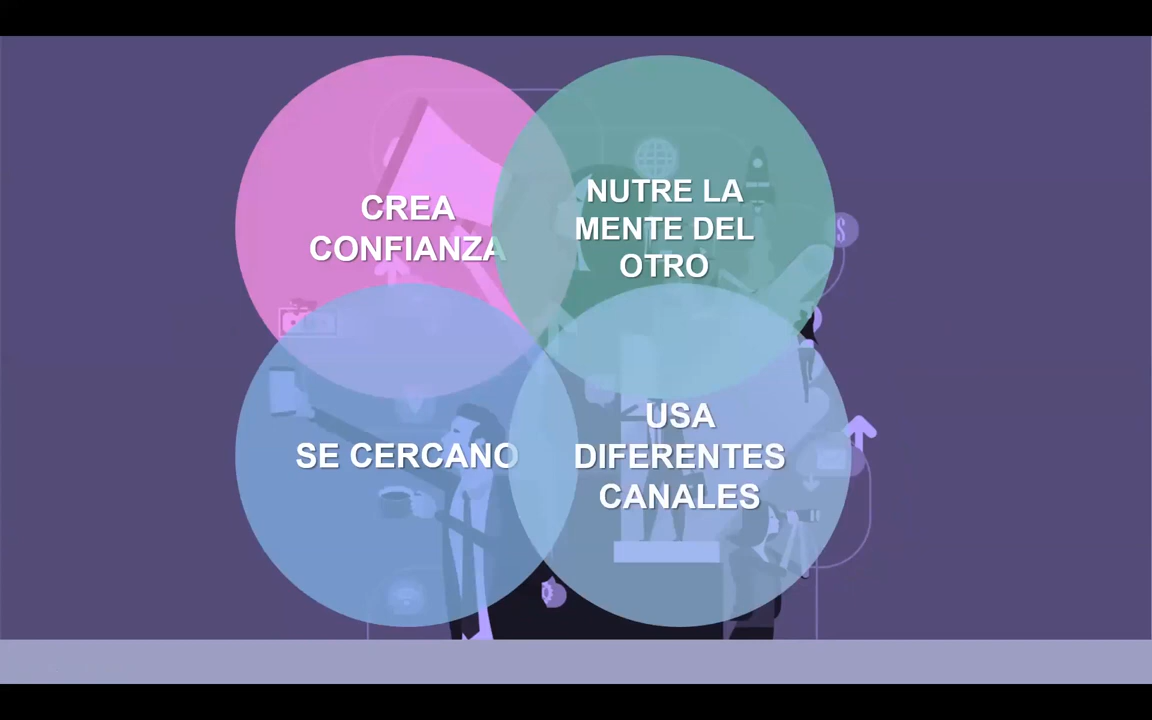 CREA
CONFIANZA
NUTRE LA
MENTE DEL
OTRO
SE CERCANO
USA
DIFERENTES
CANALES
$